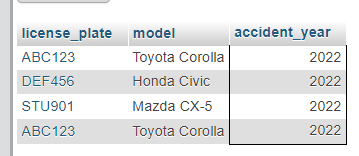 license_plate model accident_year
ABC123 Toyota Corolla 2022
DEF456 Honda Civic 2022
STU901 Mazda CX-5 2022
ABC123 Toyota Corolla 2022